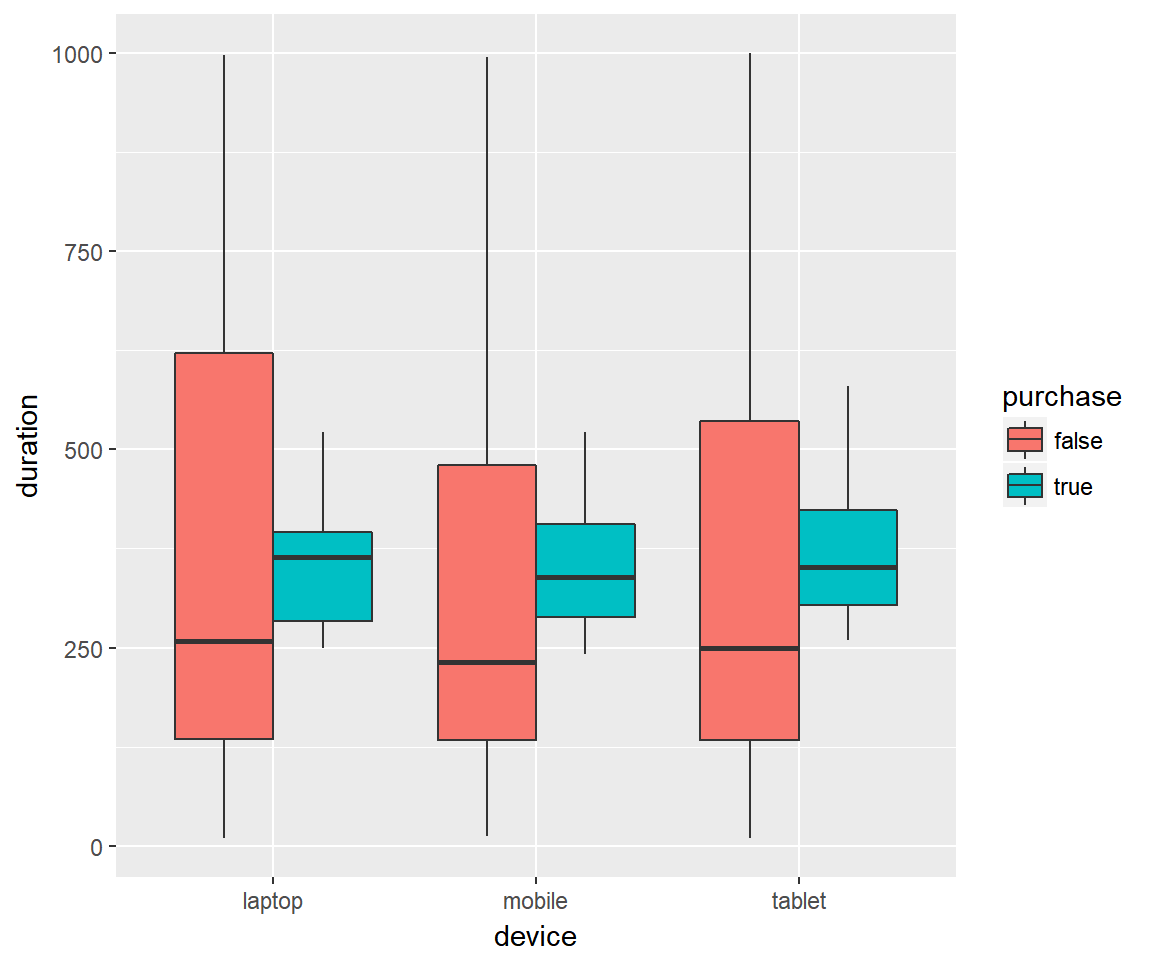 1000
750
500
250
0
duration
laptop mobile tablet
device
purchase
false
true